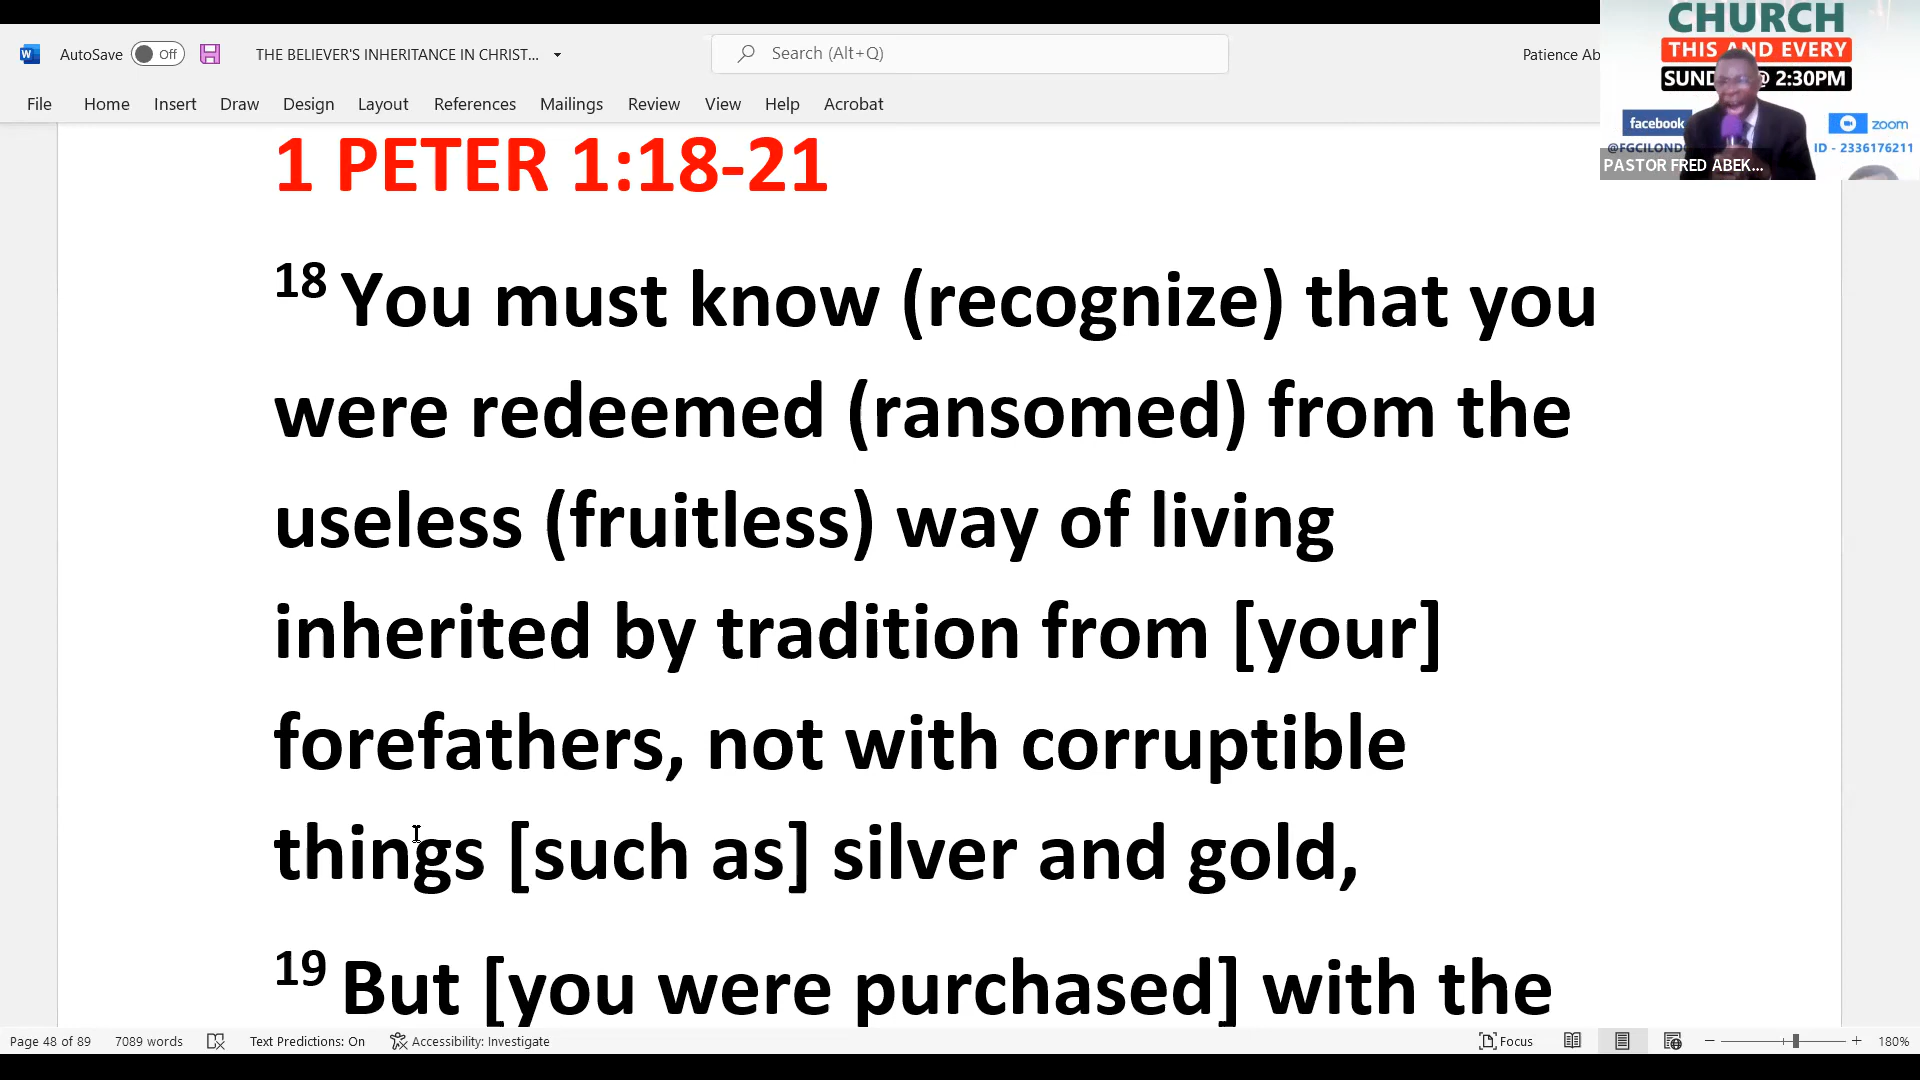 AutoSave Off THE BELIEVER'S INHERITANCE IN CHRIST... Search (Alt+Q) Patience Ab
File Home Insert Draw Design Layout References Mailings Review View Help Acrobat
CHURCH
THIS AND EVERY
SUND @ 2:30PM
facebook zoom
@FGCILOND ID - 2336176211
PASTOR FRED ABEK...
1 PETER 1:18-21
18 You must know (recognize) that you
were redeemed (ransomed) from the
useless (fruitless) way of living
inherited by tradition from [your]
forefathers, not with corruptible
things [such as] silver and gold,
19 But [you were purchased] with the
Page 48 of 89 7089 words Text Predictions: On Accessibility: Investigate Focus 180%